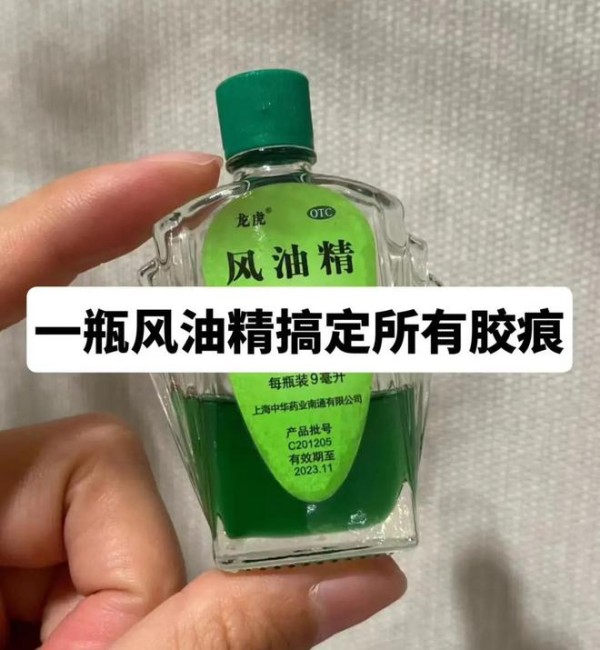 龙虎®
OTC
风油精
一瓶风油精搞定所有胶痕
每瓶装9毫升
上海中华药业南通有限公司
产品批号
C201205
有效期至
2023.11